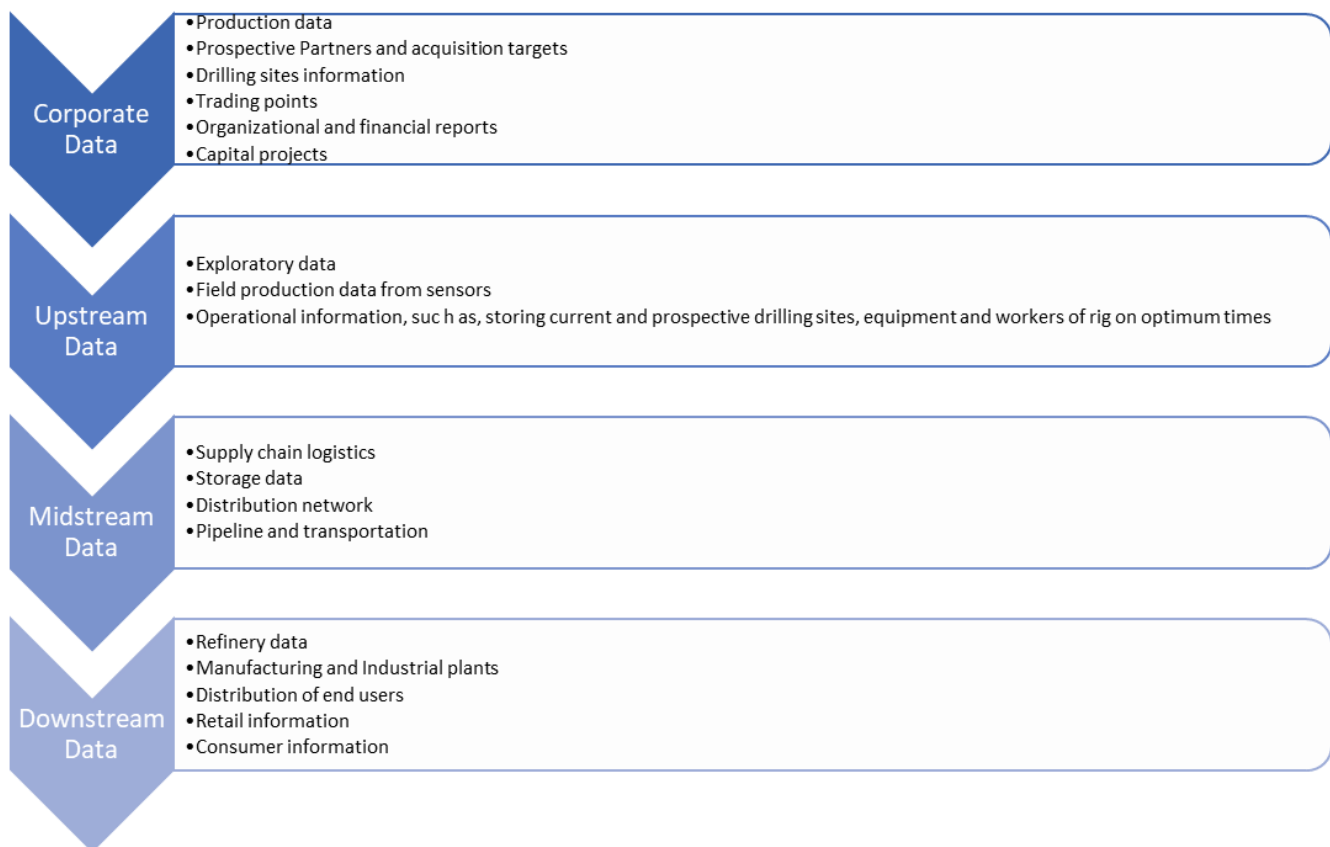 Corporate
Data
•Production data
•Prospective Partners and acquisition targets
•Drilling sites information
•Trading points
•Organizational and financial reports
•Capital projects
Upstream
Data
•Exploratory data
•Field production data from sensors
•Operational information, suc h as, storing current and prospective drilling sites, equipment and workers of rig on optimum times
Midstream
Data
•Supply chain logistics
•Storage data
•Distribution network
•Pipeline and transportation
Downstream
Data
•Refinery data
•Manufacturing and Industrial plants
•Distribution of end users
•Retail information
•Consumer information